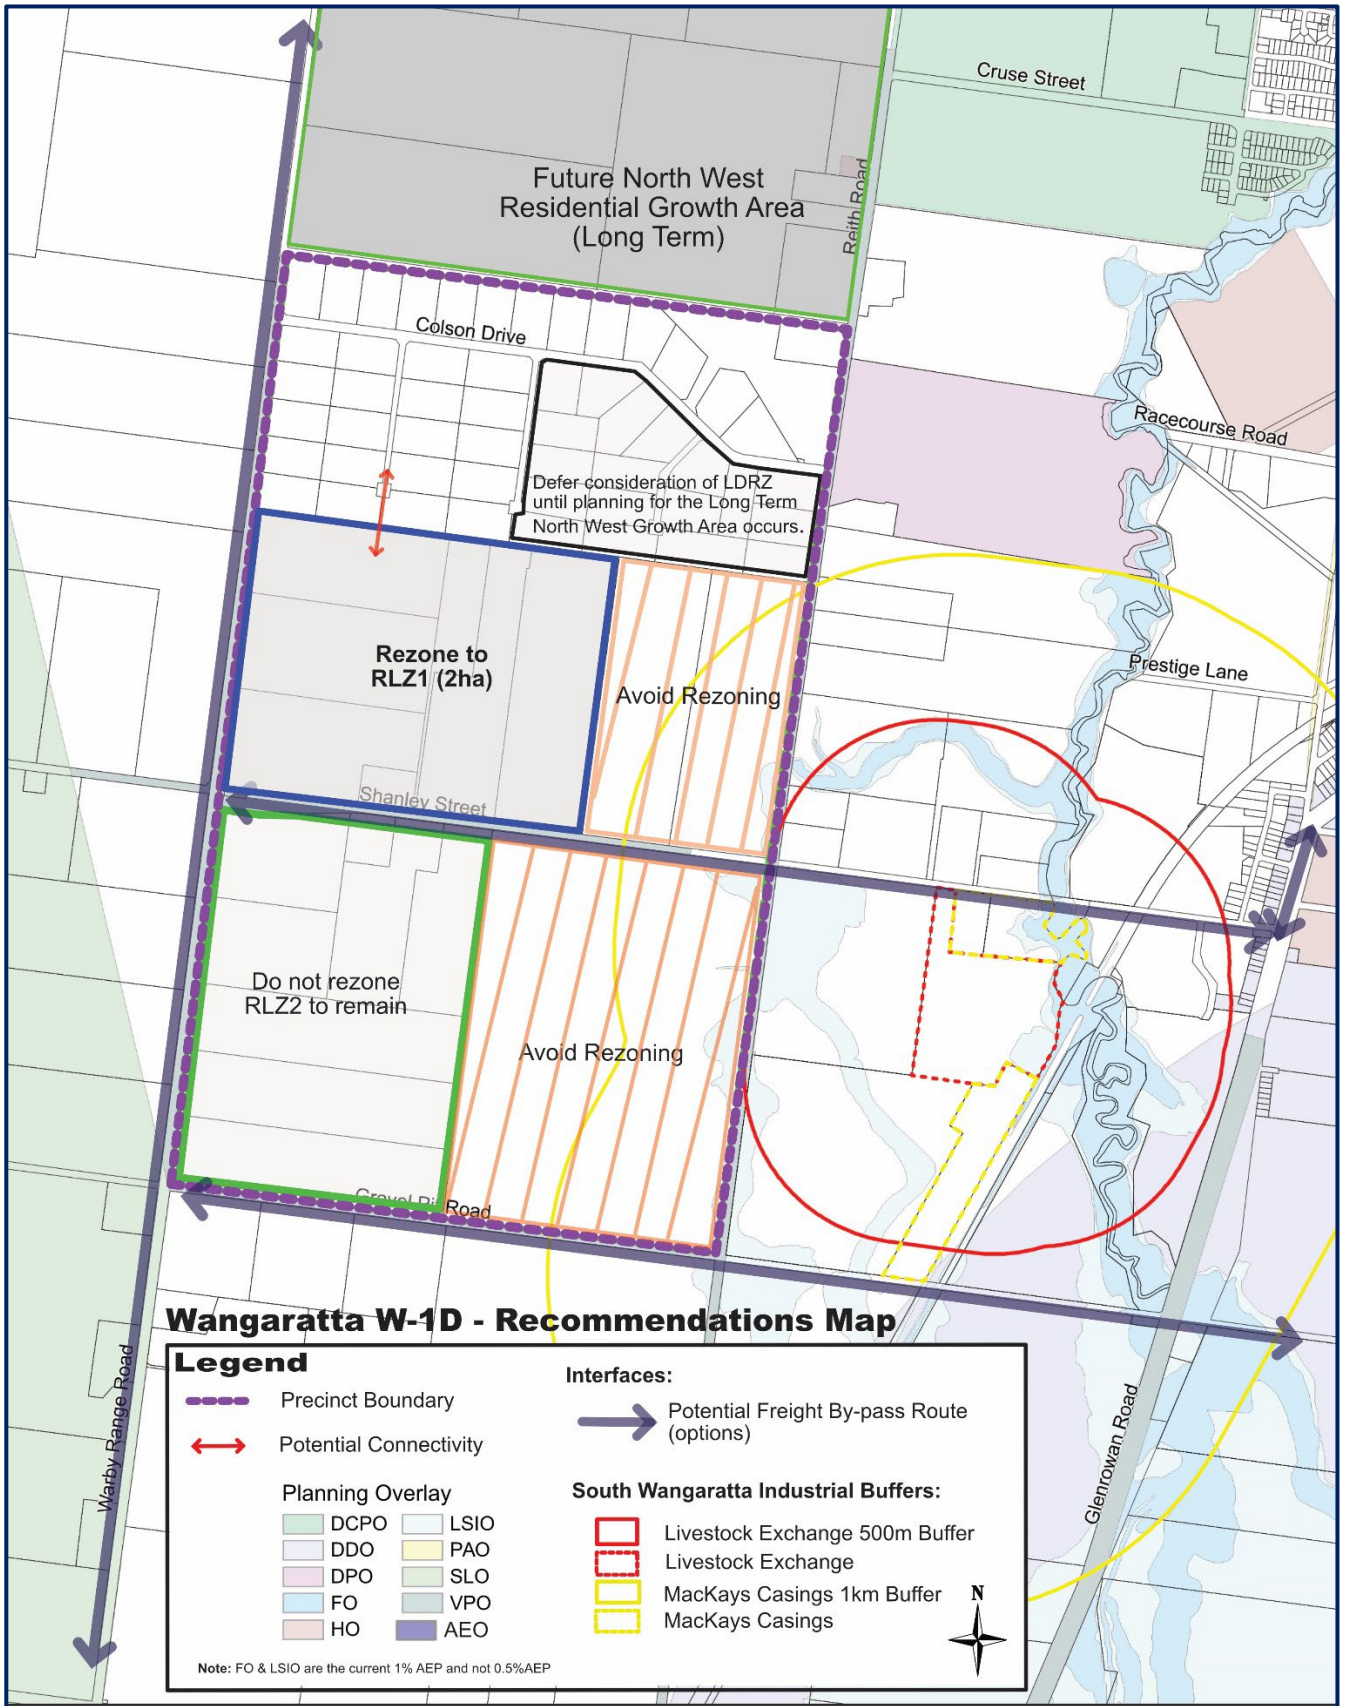 Cruse Street
Future North West
Residential Growth Area
(Long Term)
Reith Road
Colson Drive
Racecourse Road
Defer consideration of LDRZ
until planning for the Long Term
North West Growth Area occurs.
Prestige Lane
Rezone to
RLZ1 (2ha)
Avoid Rezoning
Shanley Street
Do not rezone
RLZ2 to remain
Avoid Rezoning
Gravel Pit Road
Warby Range Road
Glenrowan Road
Wangaratta W-1D - Recommendations Map
Legend
Precinct Boundary
Potential Connectivity
Planning Overlay
DCPO
LSIO
DDO
PAO
DPO
SLO
FO
VPO
HO
AEO
Interfaces:
Potential Freight By-pass Route
(options)
South Wangaratta Industrial Buffers:
Livestock Exchange 500m Buffer
Livestock Exchange
MacKays Casings 1km Buffer
MacKays Casings
N
Note: FO & LSIO are the current 1% AEP and not 0.5%AEP